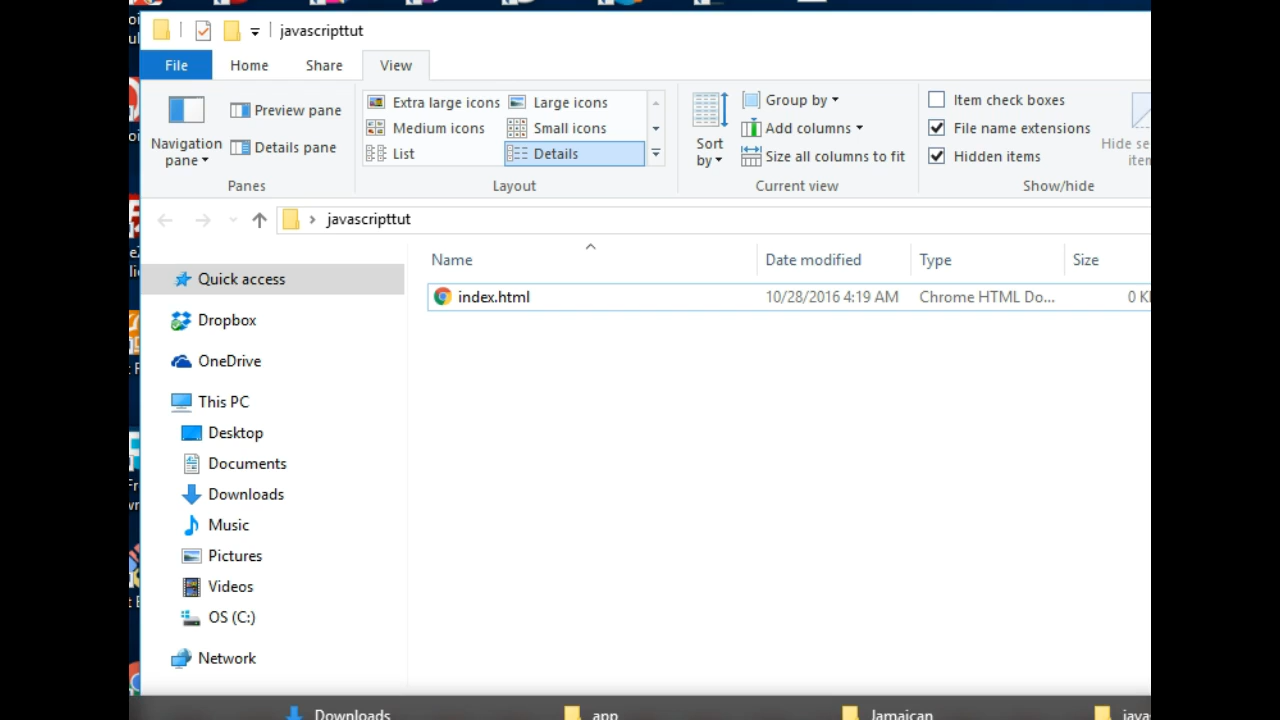 javascripttut
File Home Share View
Navigation pane
Preview pane
Details pane
Panes
Extra large icons Large icons
Medium icons Small icons
List Details
Layout
Sort by
Group by
Add columns
Size all columns to fit
Current view
Item check boxes
File name extensions
Hidden items
Hide se
Show/hide
javascripttut
Name Date modified Type Size
index.html 10/28/2016 4:19 AM Chrome HTML Do... 0 K
Quick access
Dropbox
OneDrive
This PC
Desktop
Documents
Downloads
Music
Pictures
Videos
OS (C:)
Network
Downloads app Jamaican java